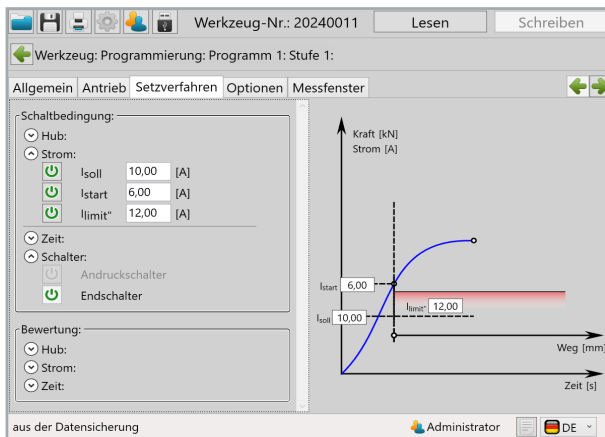 Werkzeug-Nr.: 20240011 Lesen Schreiben
Werkzeug: Programmierung: Programm 1: Stufe 1:
Allgemein Antrieb Setzverfahren Optionen Messfenster
Schaltbedingung:
Hub:
Strom:
Isoll 10,00 [A]
Istart 6,00 [A]
Ilimit" 12,00 [A]
Zeit:
Schalter:
Andruckschalter
Endschalter
Bewertung:
Hub:
Strom:
Zeit:
Kraft [kN]
Strom [A]
Istart 6,00
Ilimit" 12,00
Isoll 10,00
Weg [mm]
Zeit [s]
aus der Datensicherung Administrator DE